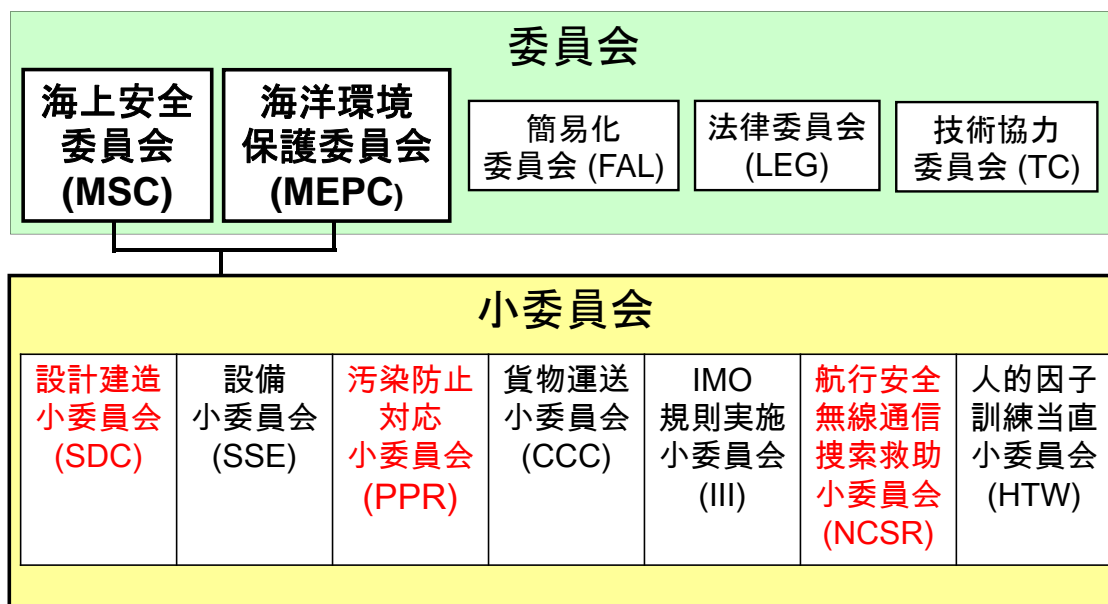 委員会
海上安全
委員会
(MSC)
海洋環境
保護委員会
(MEPC)
簡易化
委員会 (FAL)
法律委員会
(LEG)
技術協力
委員会 (TC)
小委員会
設計建造
小委員会
(SDC)
設備
小委員会
(SSE)
汚染防止
対応
小委員会
(PPR)
貨物運送
小委員会
(CCC)
IMO
規則実施
小委員会
(III)
航行安全
無線通信
捜索救助
小委員会
(NCSR)
人的因子
訓練当直
小委員会
(HTW)